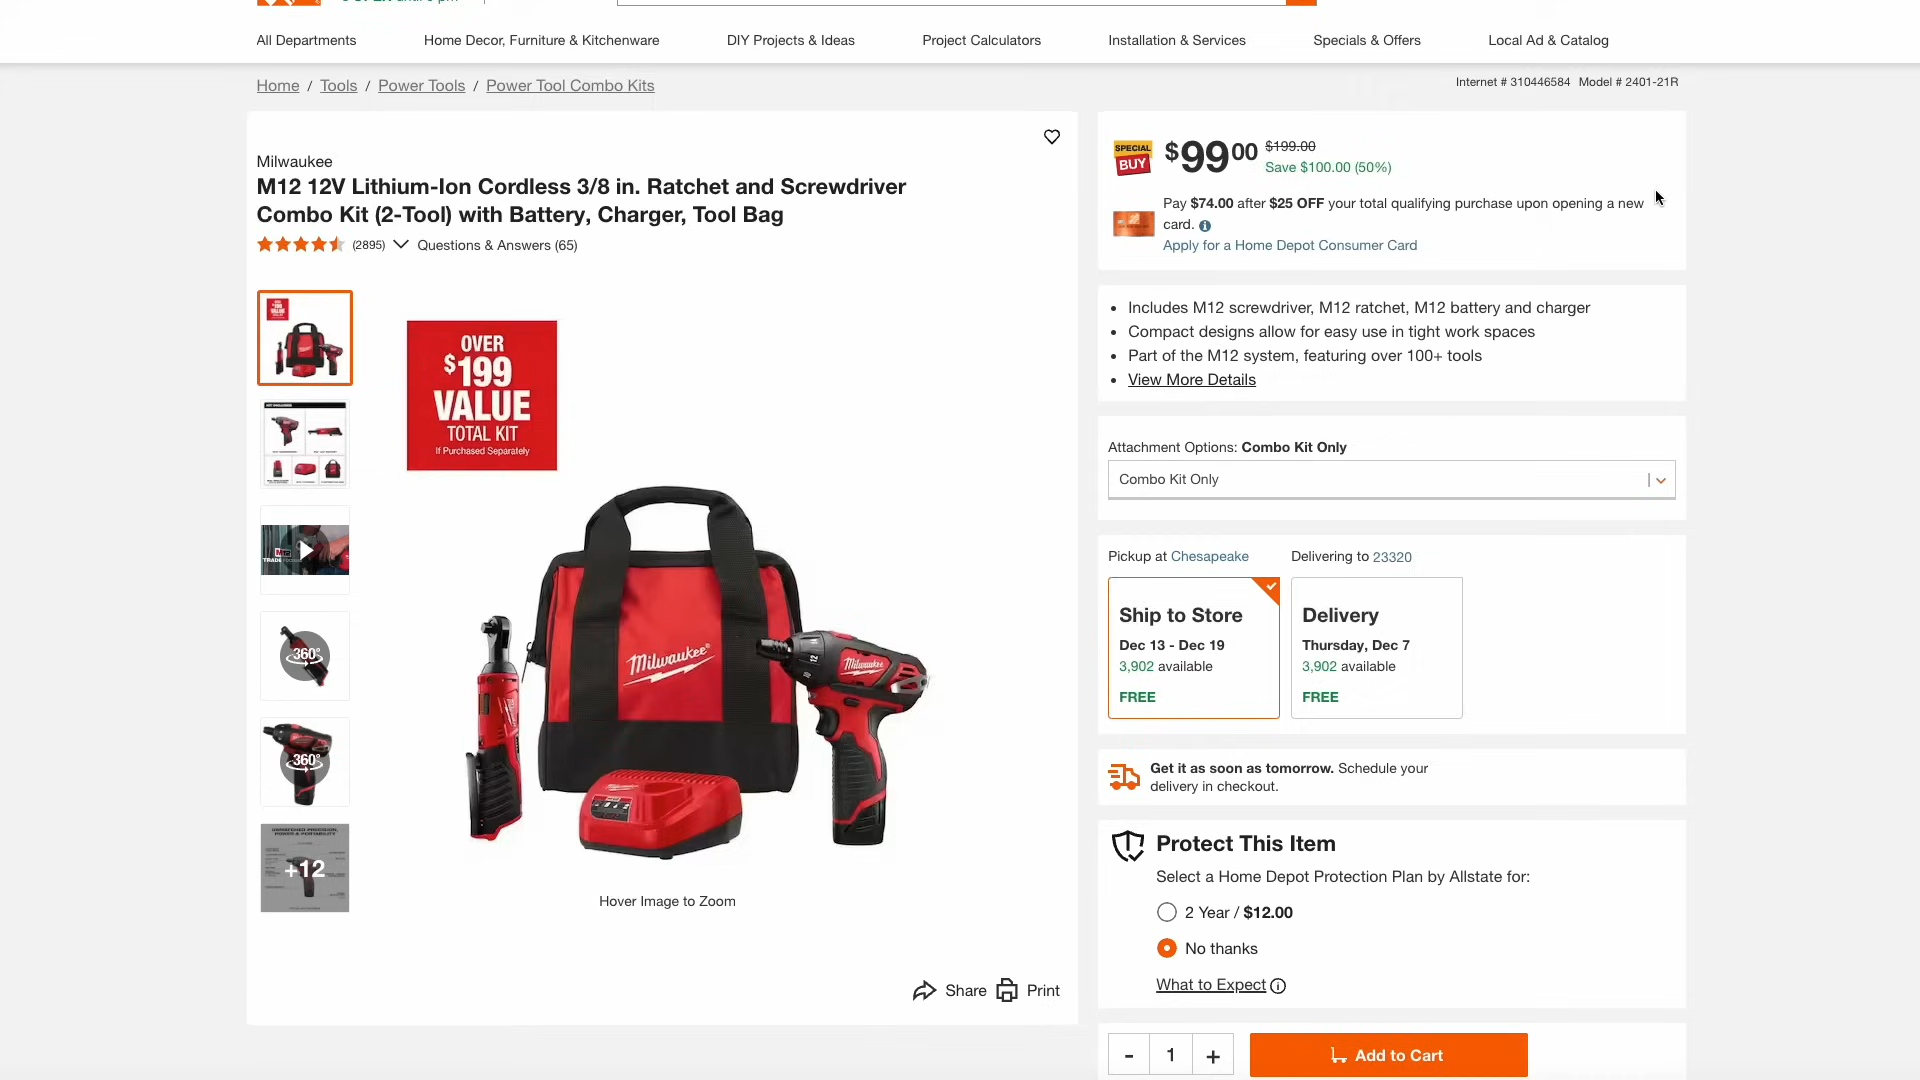 All Departments
Home Decor, Furniture & Kitchenware
DIY Projects & Ideas
Project Calculators
Installation & Services
Specials & Offers
Local Ad & Catalog
Home / Tools / Power Tools / Power Tool Combo Kits
Internet # 310446584 Model # 2401-21R
Milwaukee
M12 12V Lithium-Ion Cordless 3/8 in. Ratchet and Screwdriver
Combo Kit (2-Tool) with Battery, Charger, Tool Bag
(2895) Questions & Answers (65)
OVER
$199
VALUE
TOTAL KIT
If Purchased Separately
Milwaukee
Milwaukee
360°
360°
+12
Hover Image to Zoom
Share Print
SPECIAL
BUY
$99 00
$199.00
Save $100.00 (50%)
Pay $74.00 after $25 OFF your total qualifying purchase upon opening a new
card.
Apply for a Home Depot Consumer Card
Includes M12 screwdriver, M12 ratchet, M12 battery and charger
Compact designs allow for easy use in tight work spaces
Part of the M12 system, featuring over 100+ tools
View More Details
Attachment Options: Combo Kit Only
Combo Kit Only
Pickup at Chesapeake
Delivering to 23320
Ship to Store
Dec 13 - Dec 19
3,902 available
FREE
Delivery
Thursday, Dec 7
3,902 available
FREE
Get it as soon as tomorrow. Schedule your
delivery in checkout.
Protect This Item
Select a Home Depot Protection Plan by Allstate for:
2 Year / $12.00
No thanks
What to Expect
- 1 +
Add to Cart